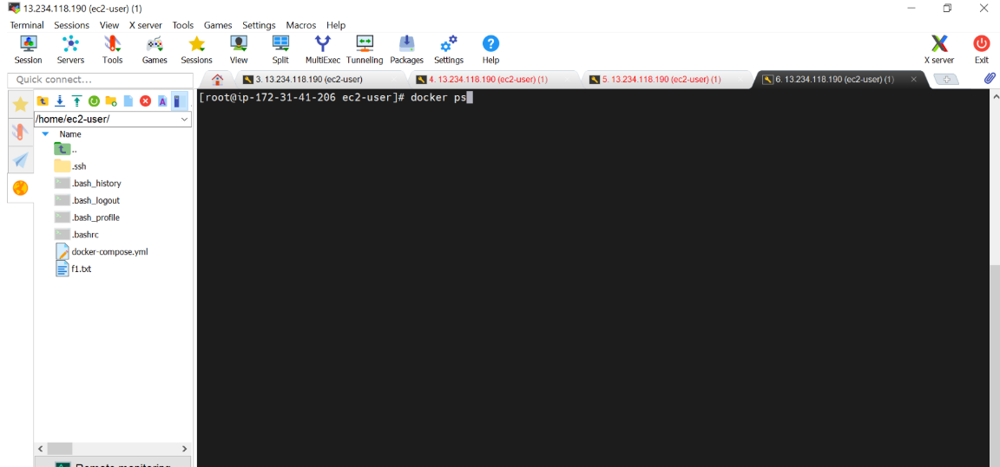 13.234.118.190 (ec2-user) (1)
Terminal Sessions View X server Tools Games Settings Macros Help
Session Servers Tools Games Sessions View Split MultiExec Tunneling Packages Settings Help X server Exit
Quick connect...
3. 13.234.118.190 (ec2-user) 4. 13.234.118.190 (ec2-user) (1) 5. 13.234.118.190 (ec2-user) (1) 6. 13.234.118.190 (ec2-user) (1)
[root@ip-172-31-41-206 ec2-user]# docker ps
/home/ec2-user/
Name
..
.ssh
.bash_history
.bash_logout
.bash_profile
.bashrc
docker-compose.yml
f1.txt
Remote monitoring